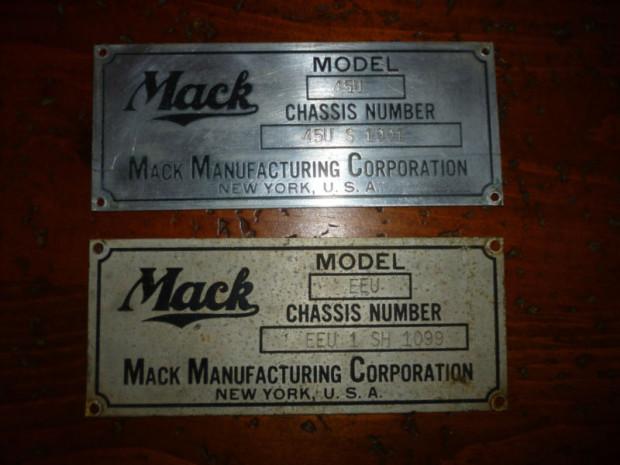 Mack
MODEL
45U
CHASSIS NUMBER
45U S 1001
MACK MANUFACTURING CORPORATION
NEW YORK, U. S. A.
Mack
MODEL
EEU
CHASSIS NUMBER
1 EEU 1 SH 1099
MACK MANUFACTURING CORPORATION
NEW YORK, U. S. A.